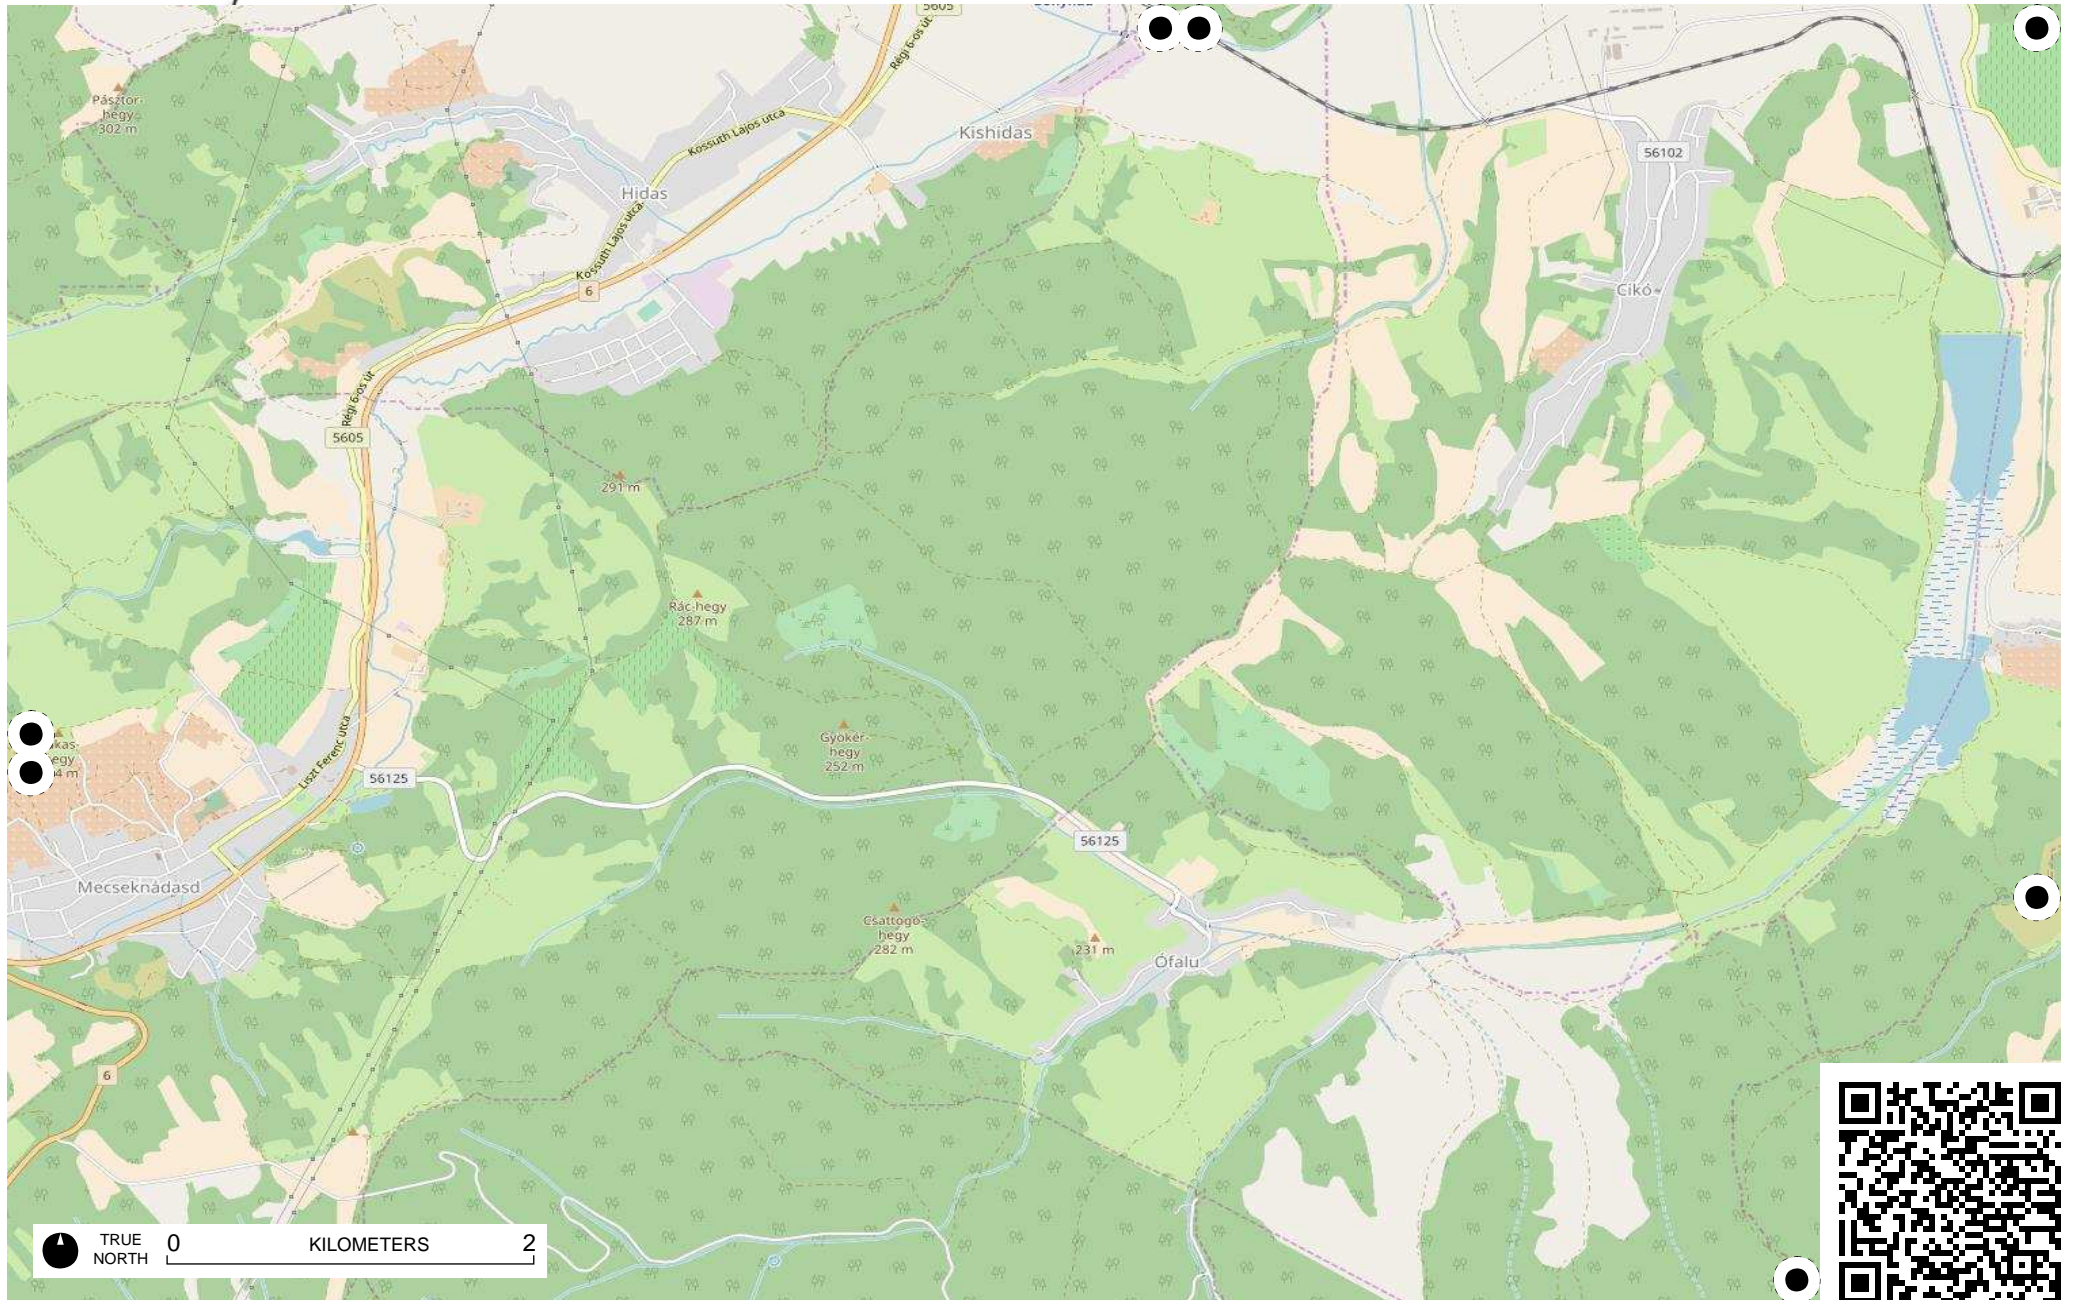 5605
Régi 6-os út
Pásztor-
hegy
302 m
Kossuth Lajos utca
Kishidas
56102
Hidas
Kossuth Lajos utca
6
Cikó
Régi 6-os út
5605
291 m
Rác-hegy
287 m
Gyökér-
hegy
252 m
Liszt Ferenc utca
56125
56125
Mecseknádasd
Csattogó-
hegy
282 m
231 m
Ófalu
6
TRUE
NORTH
0 KILOMETERS 2